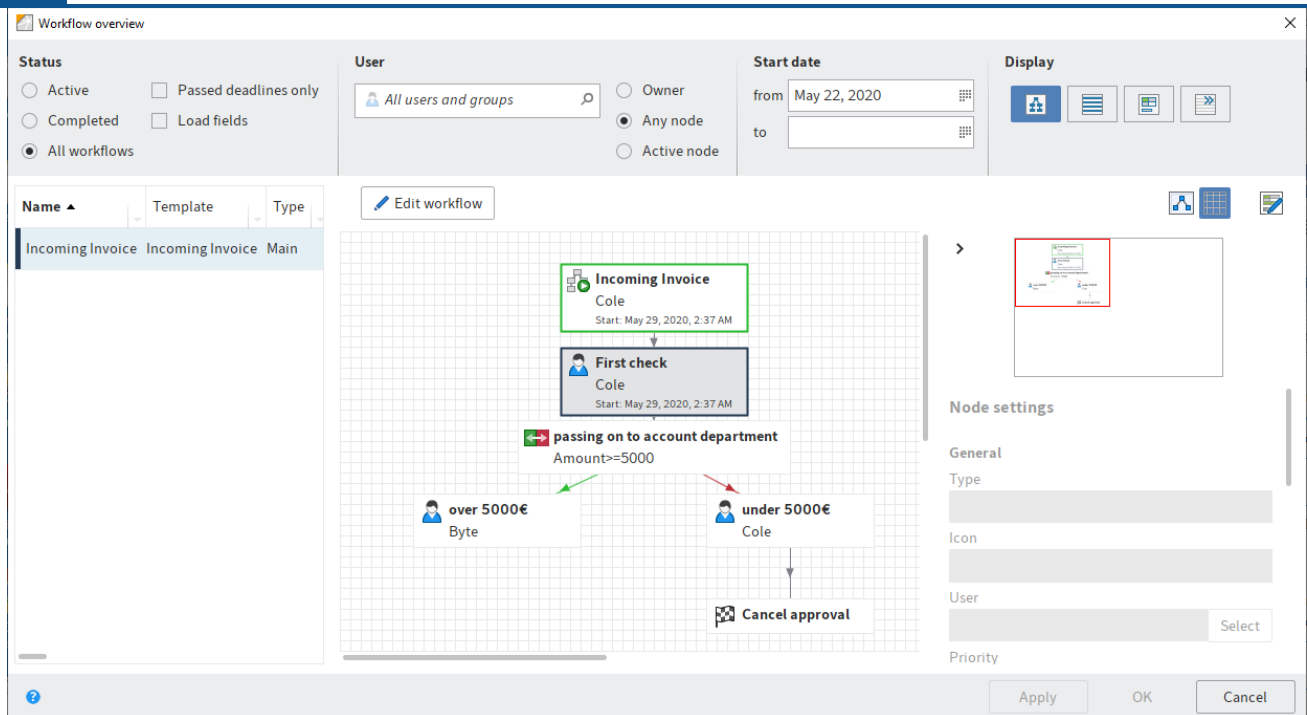 Workflow overview
Status
User
Start date
Display
Active
Passed deadlines only
All users and groups
Owner
from
May 22, 2020
Completed
Load fields
Any node
to
All workflows
Active node
Name
Template
Type
Edit workflow
Incoming Invoice
Incoming Invoice
Main
Incoming Invoice
Cole
Start: May 29, 2020, 2:37 AM
First check
Cole
Start: May 29, 2020, 2:37 AM
passing on to account department
Amount>=5000
over 5000€
Byte
under 5000€
Cole
Cancel approval
Node settings
General
Type
Icon
User
Select
Priority
Apply
OK
Cancel